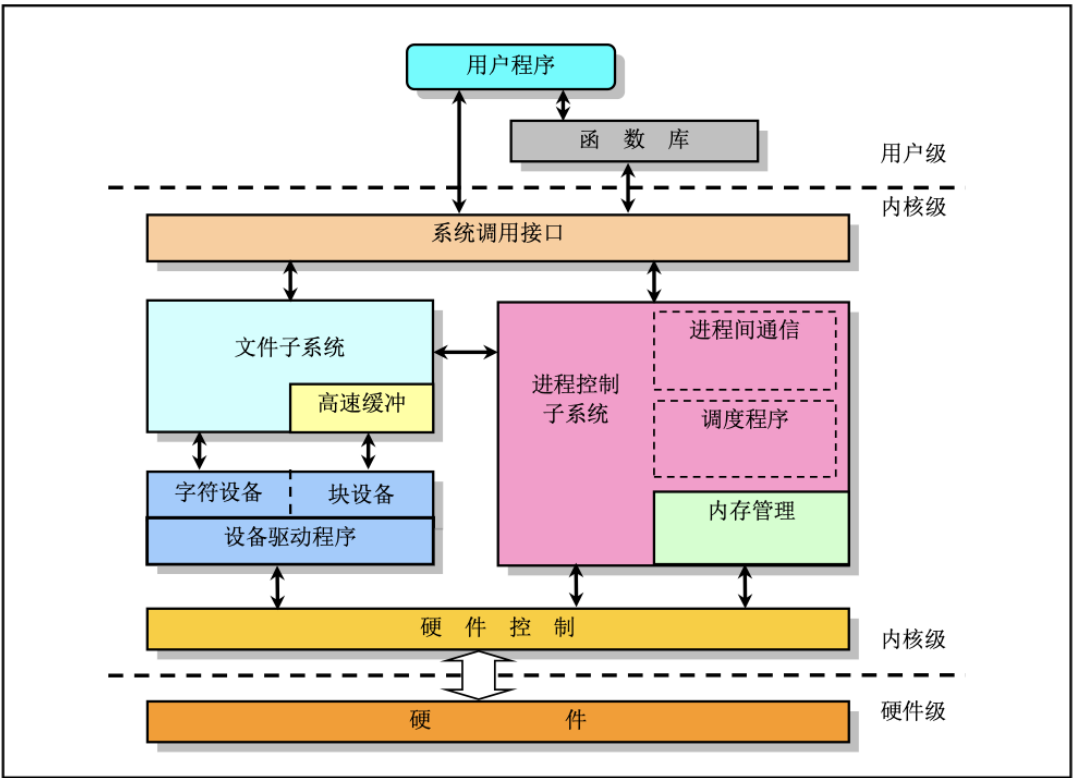 用户程序
函 数 库
用户级
内核级
系统调用接口
文件子系统
高速缓冲
进程控制
子系统
进程间通信
调度程序
内存管理
字符设备
块设备
设备驱动程序
硬 件 控 制
内核级
硬 件
硬件级